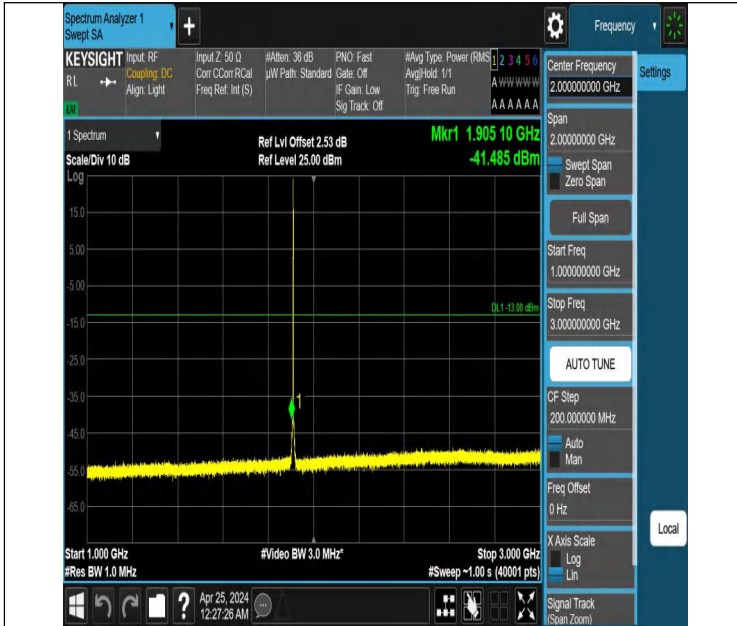 Spectrum Analyzer 1
Swept SA
Frequency
KEYSIGHT
RL
Input: RF
Coupling: DC
Align: Light
Input Z: 50 Ω
Corr CCorr RCal
Freq Ref: Int (S)
#Atten: 36 dB
µW Path: Standard
PNO: Fast
Gate: Off
IF Gain: Low
Sig Track: Off
#Avg Type: Power (RMS
Avg|Hold: 1/1
Trig: Free Run
1 2 3 4 5 6
A W W W W W
A A A A A A
1 Spectrum
Scale/Div 10 dB
Ref Lvl Offset 2.53 dB
Ref Level 25.00 dBm
Mkr1 1.905 10 GHz
-41.485 dBm
Log
15.0
5.00
-5.00
DL1 -13.00 dBm
-15.0
-25.0
-35.0
1
-45.0
-55.0
-65.0
Start 1.000 GHz
#Res BW 1.0 MHz
#Video BW 3.0 MHz*
Stop 3.000 GHz
#Sweep ~1.00 s (40001 pts)
Center Frequency
2.000000000 GHz
Settings
Span
2.00000000 GHz
Swept Span
Zero Span
Full Span
Start Freq
1.000000000 GHz
Stop Freq
3.000000000 GHz
AUTO TUNE
CF Step
200.000000 MHz
Auto
Man
Freq Offset
0 Hz
Local
X Axis Scale
Log
Lin
Signal Track
(Span Zoom)
?
Apr 25, 2024
12:27:26 AM